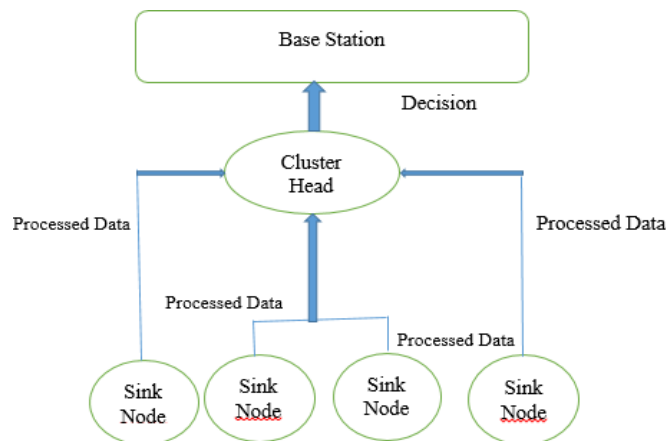 Base Station
Decision
Cluster
Head
Processed Data
Processed Data
Processed Data
Processed Data
Sink
Node
Sink
Node
Sink
Node
Sink
Node